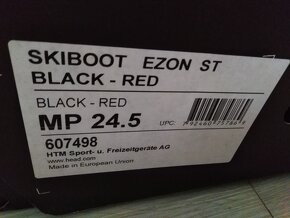 SKIBOOT EZON ST
BLACK - RED
BLACK - RED
MP 24.5
UPC:
607498
HTM Sport- u. Freizeitgeräte AG
www.head.com
Made in European Union